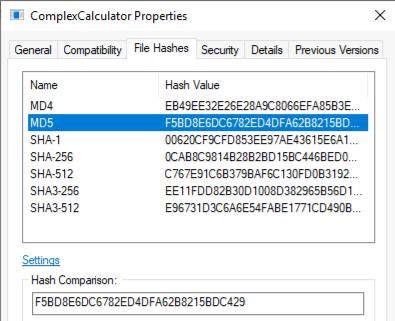 ComplexCalculator Properties
General Compatibility File Hashes Security Details Previous Versions
Name Hash Value
MD4 EB49EE32E26E28A9C8066EFA85B3E...
MD5 F5BD8E6DC6782ED4DFA62B8215BD...
SHA-1 00620CF9CFD853EE97AE43615E6A1...
SHA-256 0CAB8C9814B28B2BD15BC446BED0...
SHA-512 C767E91C6B379BAF6C130FD0B3192...
SHA3-256 EE11FDD82B30D1008D382965B56D1...
SHA3-512 E96731D3C6A6E54FABE1771CD490B...
Settings
Hash Comparison:
F5BD8E6DC6782ED4DFA62B8215BDC429